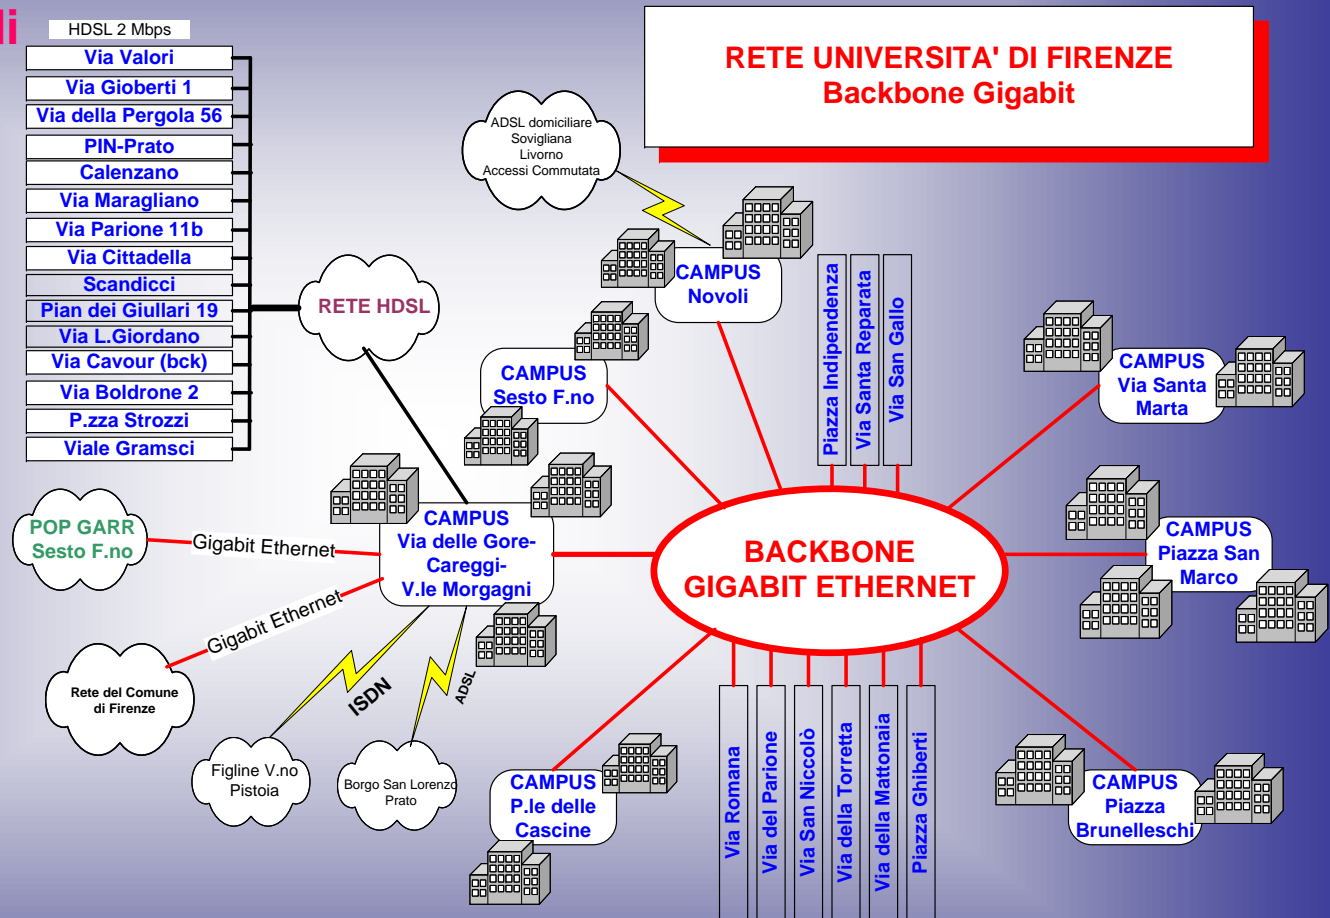 li
HDSL 2 Mbps
Via Valori
Via Gioberti 1
Via della Pergola 56
PIN-Prato
Calenzano
Via Maragliano
Via Parione 11b
Via Cittadella
Scandicci
Pian dei Giullari 19
Via L.Giordano
Via Cavour (bck)
Via Boldrone 2
P.zza Strozzi
Viale Gramsci
RETE UNIVERSITA' DI FIRENZE
Backbone Gigabit
ADSL domiciliare
Sovigliana
Livorno
Accessi Commutata
RETE HDSL
CAMPUS
Novoli
CAMPUS
Sesto F.no
Piazza Indipendenza
Via Santa Reparata
Via San Gallo
CAMPUS
Via Santa
Marta
POP GARR
Sesto F.no
Gigabit Ethernet
CAMPUS
Via delle Gore-
Careggi-
V.le Morgagni
BACKBONE
GIGABIT ETHERNET
CAMPUS
Piazza San
Marco
Gigabit Ethernet
Rete del Comune
di Firenze
ISDN
ADSL
Figline V.no
Pistoia
Borgo San Lorenzo
Prato
CAMPUS
P.le delle
Cascine
Via Romana
Via del Parione
Via San Niccolò
Via della Torretta
Via della Mattonaia
Piazza Ghiberti
CAMPUS
Piazza
Brunelleschi